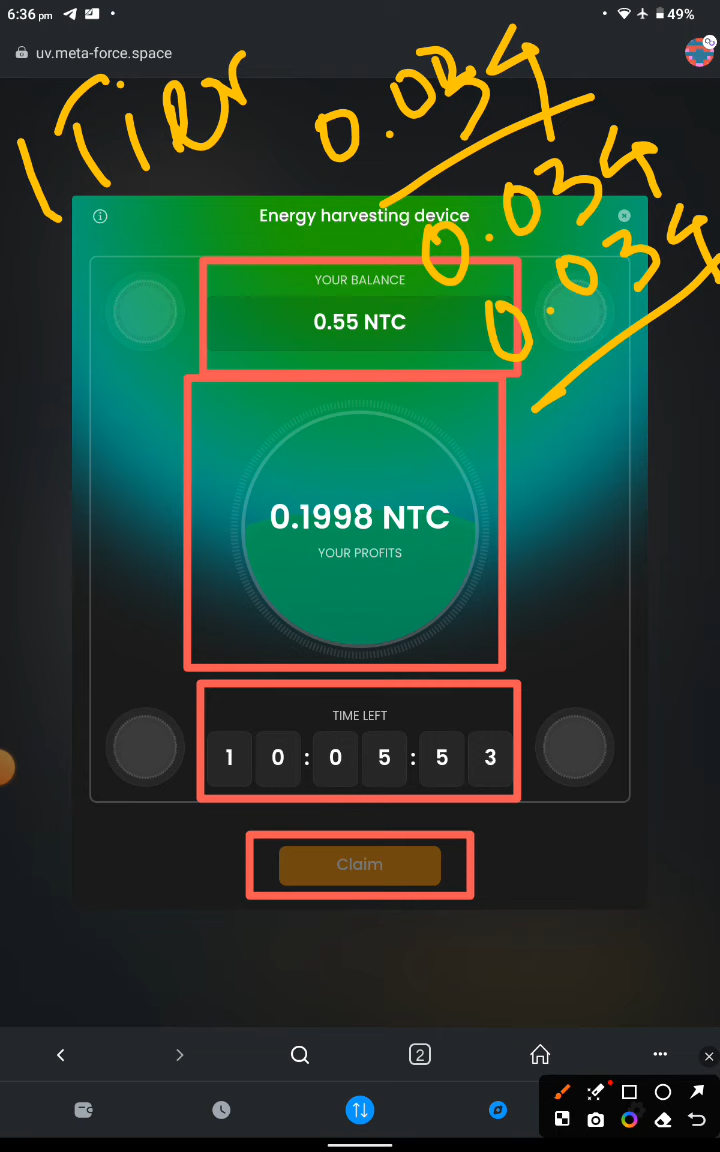 6:36 pm
49%
uv.meta-force.space
1 Tier
0.034
0.034
0.034
Energy harvesting device
YOUR BALANCE
0.55 NTC
0.1998 NTC
YOUR PROFITS
TIME LEFT
1 0 : 0 5 : 5 3
Claim
2